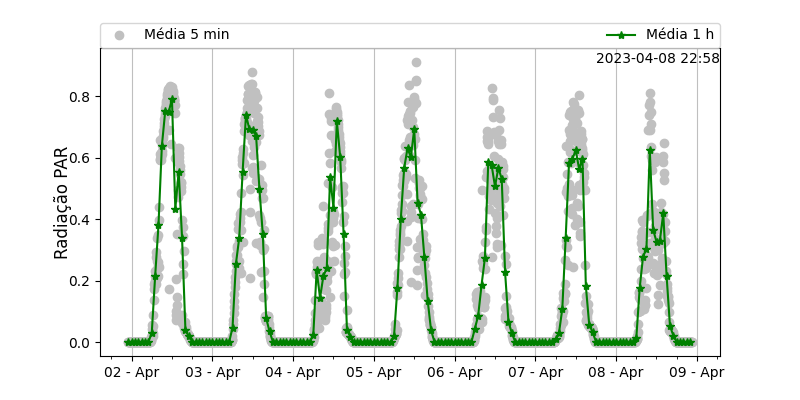 Média 5 min
Média 1 h
2023-04-08 22:58
Radiação PAR
0.8
0.6
0.4
0.2
0.0
02 - Apr 03 - Apr 04 - Apr 05 - Apr 06 - Apr 07 - Apr 08 - Apr 09 - Apr